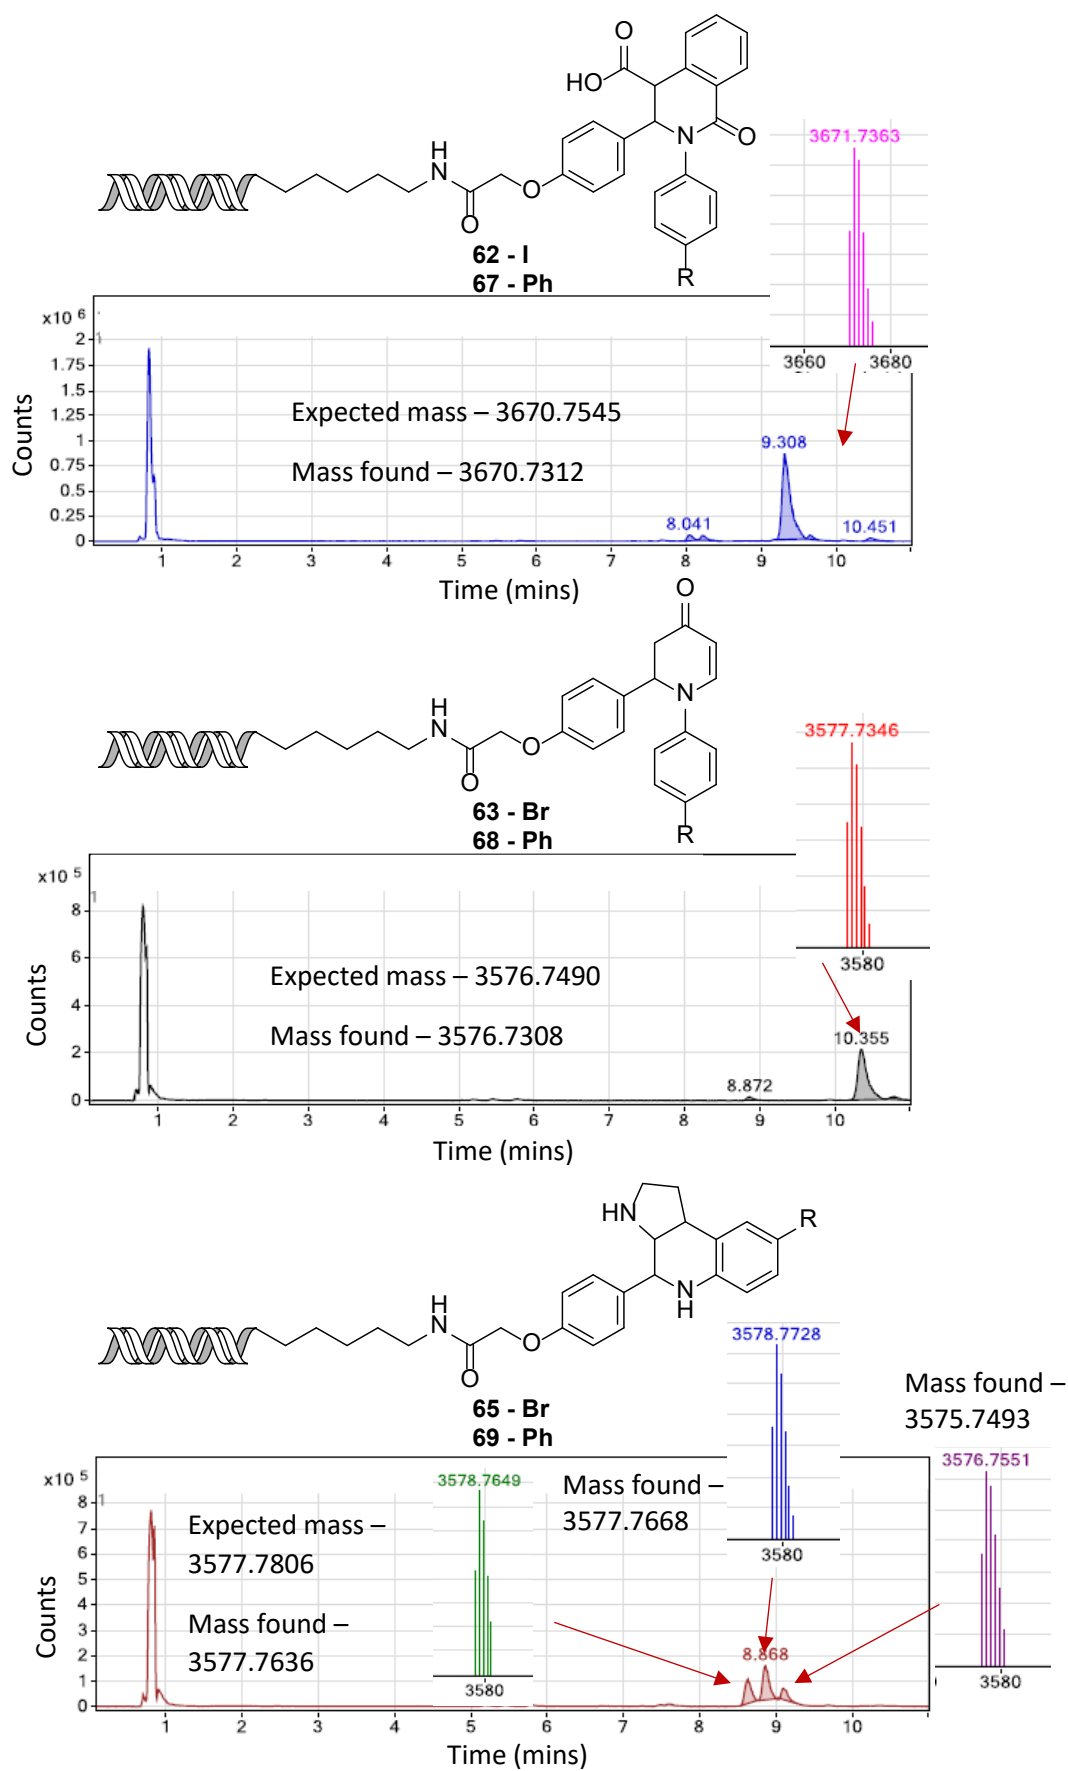 O
HO
N
O
H
N
O
O
R
62 - I
67 - Ph
3671.7363
3660 3680
x10 6
1
2
1.75
1.5
1.25
1
0.75
0.5
0.25
0
Counts
Expected mass – 3670.7545
Mass found – 3670.7312
8.041
9.308
10.451
1 2 3 4 5 6 7 8 9 10
Time (mins)
O
N
H
N
O
O
R
63 - Br
68 - Ph
3577.7346
3580
x10 5
1
8
6
4
2
0
Counts
Expected mass – 3576.7490
Mass found – 3576.7308
8.872
10.355
1 2 3 4 5 6 7 8 9 10
Time (mins)
HN
R
N
H
H
N
O
O
65 - Br
69 - Ph
3578.7728
3580
Mass found –
3575.7493
3576.7551
3580
x10 5
1
8
7
6
5
4
3
2
1
0
Counts
Expected mass –
3577.7806
Mass found –
3577.7636
3578.7649
3580
Mass found –
3577.7668
8.868
1 2 3 4 5 6 7 8 9 10
Time (mins)